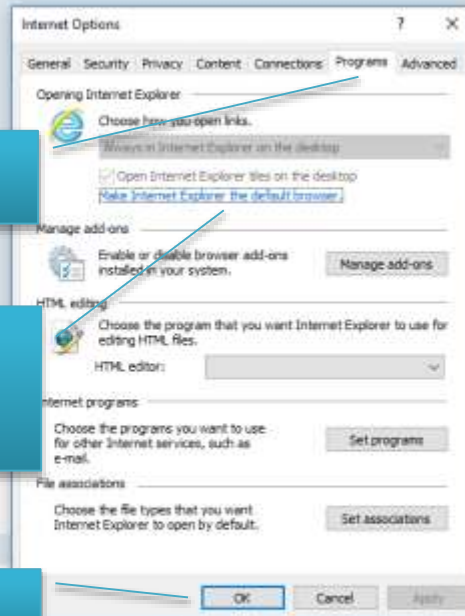 Internet Options
? ×
General Security Privacy Content Connections Programs Advanced
Opening Internet Explorer
Choose how you open links.
Always in Internet Explorer on the desktop
Open Internet Explorer tiles on the desktop
Make Internet Explorer the default browser.
Manage add-ons
Enable or disable browser add-ons
installed in your system.
Manage add-ons
HTML editing
Choose the program that you want Internet Explorer to use for
editing HTML files.
HTML editor:
Internet programs
Choose the programs you want to use
for other Internet services, such as
e-mail.
Set programs
File associations
Choose the file types that you want
Internet Explorer to open by default.
Set associations
OK Cancel Apply